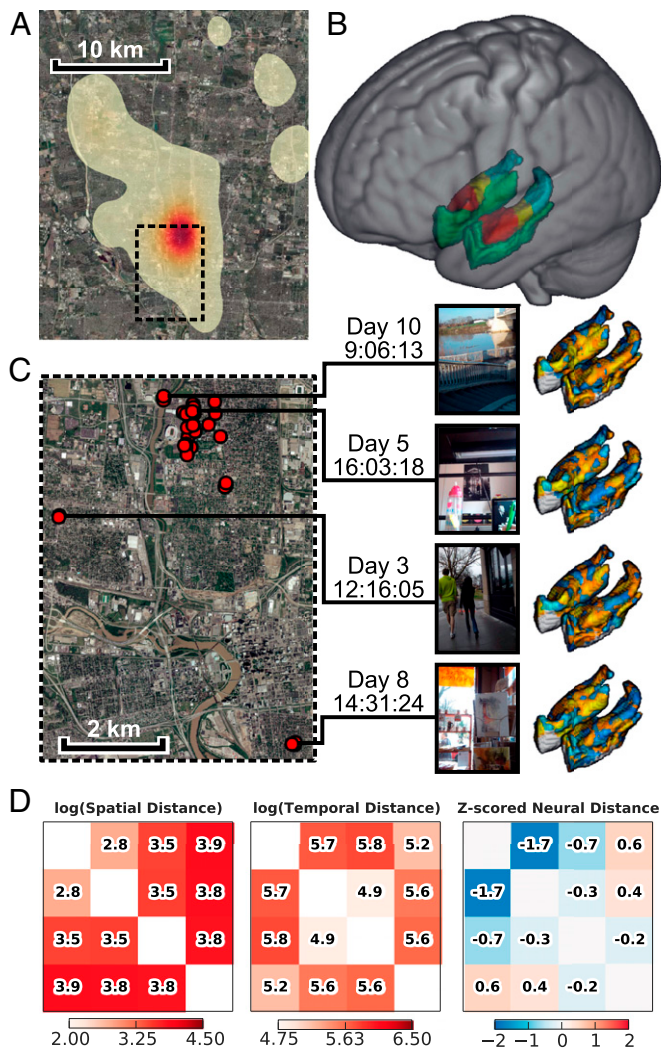 A
10 km
B
C
2 km
Day 10
9:06:13
Day 5
16:03:18
Day 3
12:16:05
Day 8
14:31:24
D
log(Spatial Distance)
2.8 3.5 3.9
2.8 3.5 3.8
3.5 3.5 3.8
3.9 3.8 3.8
2.00 3.25 4.50
log(Temporal Distance)
5.7 5.8 5.2
5.7 4.9 5.6
5.8 4.9 5.6
5.2 5.6 5.6
4.75 5.63 6.50
Z-scored Neural Distance
-1.7 -0.7 0.6
-1.7 -0.3 0.4
-0.7 -0.3 -0.2
0.6 0.4 -0.2
−2 −1 0 1 2